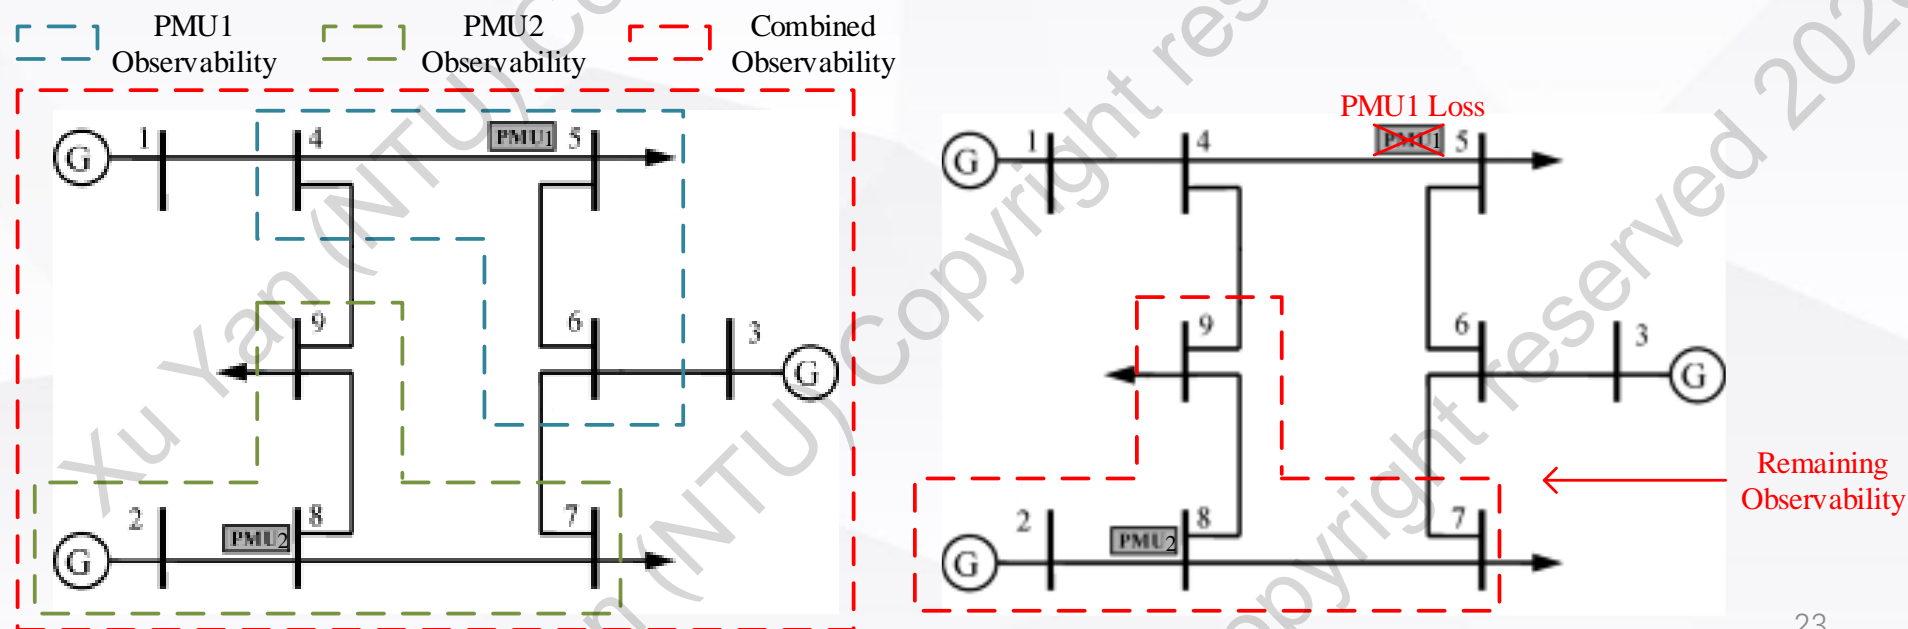 PMU1
Observability
PMU2
Observability
Combined
Observability
G
1
4
PMU1
5
9
6
3
G
2
PMU2
8
7
G
PMU1 Loss
G
1
4
PMU1
5
9
6
3
G
2
PMU2
8
7
G
Remaining
Observability
23
Xu Yan (NTU) Copyright reserved 202